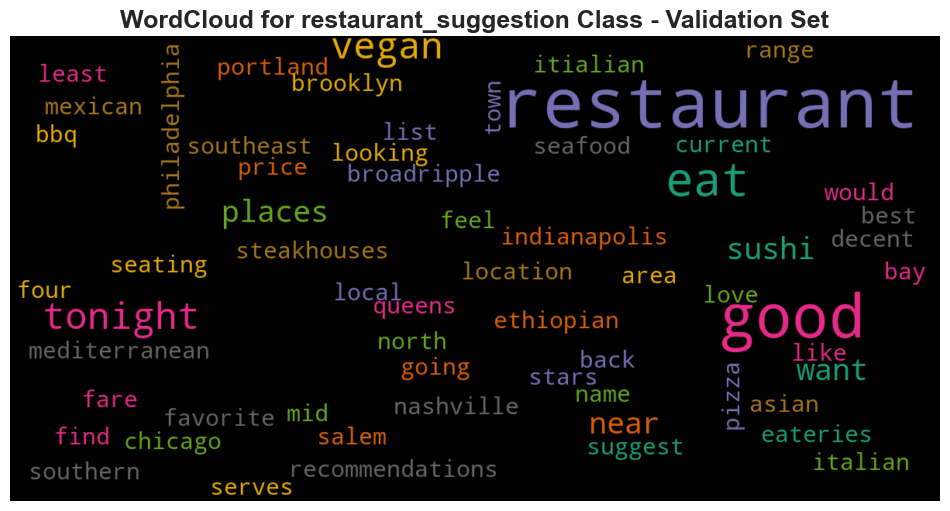 WordCloud for restaurant_suggestion Class - Validation Set
vegan
range
least
portland
itialian
philadelphia
brooklyn
restaurant
mexican
town
bbq
list
southeast
looking
seafood
current
price
broadripple
eat
would
places
feel
best
indianapolis
decent
steakhouses
sushi
seating
location
area
bay
four
local
love
queens
tonight
ethiopian
good
north
mediterranean
back
like
going
stars
want
fare
name
pizza
favorite
mid
nashville
asian
near
find
chicago
salem
suggest
eateries
southern
recommendations
italian
serves